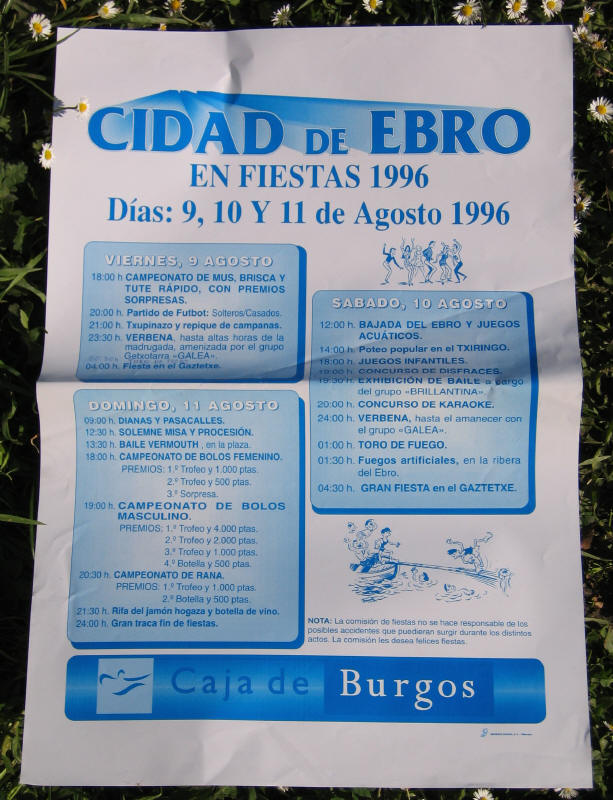 CIDAD DE EBRO
EN FIESTAS 1996
Días: 9, 10 Y 11 de Agosto 1996
VIERNES, 9 AGOSTO
18:00 h. CAMPEONATO DE MUS, BRISCA Y
TUTE RÁPIDO, CON PREMIOS
SORPRESAS.
20:00 h. Partido de Futbol: Solteros/Casados.
21:00 h. Txupinazo y repique de campanas.
23:30 h. VERBENA, hasta altas horas de la
madrugada, amenizada por el grupo
Getxotarra «GALEA».
04:00 h. Fiesta en el Gaztetxe.
SABADO, 10 AGOSTO
12:00 h. BAJADA DEL EBRO Y JUEGOS
ACUÁTICOS.
14:00 h. Poteo popular en el TXIRINGO.
18:00 h. JUEGOS INFANTILES.
19:00 h. CONCURSO DE DISFRACES.
19:30 h. EXHIBICIÓN DE BAILE a cargo
del grupo «BRILLANTINA».
20:00 h. CONCURSO DE KARAOKE.
24:00 h. VERBENA, hasta el amanecer con
el grupo «GALEA».
01:00 h. TORO DE FUEGO.
01:30 h. Fuegos artificiales, en la ribera
del Ebro.
04:30 h. GRAN FIESTA en el GAZTETXE.
DOMINGO, 11 AGOSTO
09:00 h. DIANAS Y PASACALLES.
12:30 h. SOLEMNE MISA Y PROCESIÓN.
13:30 h. BAILE VERMOUTH, en la plaza.
18:00 h. CAMPEONATO DE BOLOS FEMENINO.
PREMIOS: 1.º Trofeo y 1.000 ptas.
2.º Trofeo y 500 ptas.
3.º Sorpresa.
19:00 h. CAMPEONATO DE BOLOS
MASCULINO.
PREMIOS: 1.º Trofeo y 4.000 ptas.
2.º Trofeo y 2.000 ptas.
3.º Trofeo y 1.000 ptas.
4.º Botella y 500 ptas.
20:30 h. CAMPEONATO DE RANA.
PREMIOS: 1.º Trofeo y 1.000 ptas.
2.º Botella y 500 ptas.
21:30 h. Rifa del jamón hogaza y botella de vino.
24:00 h. Gran traca fin de fiestas.
NOTA: La comisión de fiestas no se hace responsable de los
posibles accidentes que puedieran surgir durante los distintos
actos. La comisión les desea felices fiestas.
Caja de Burgos